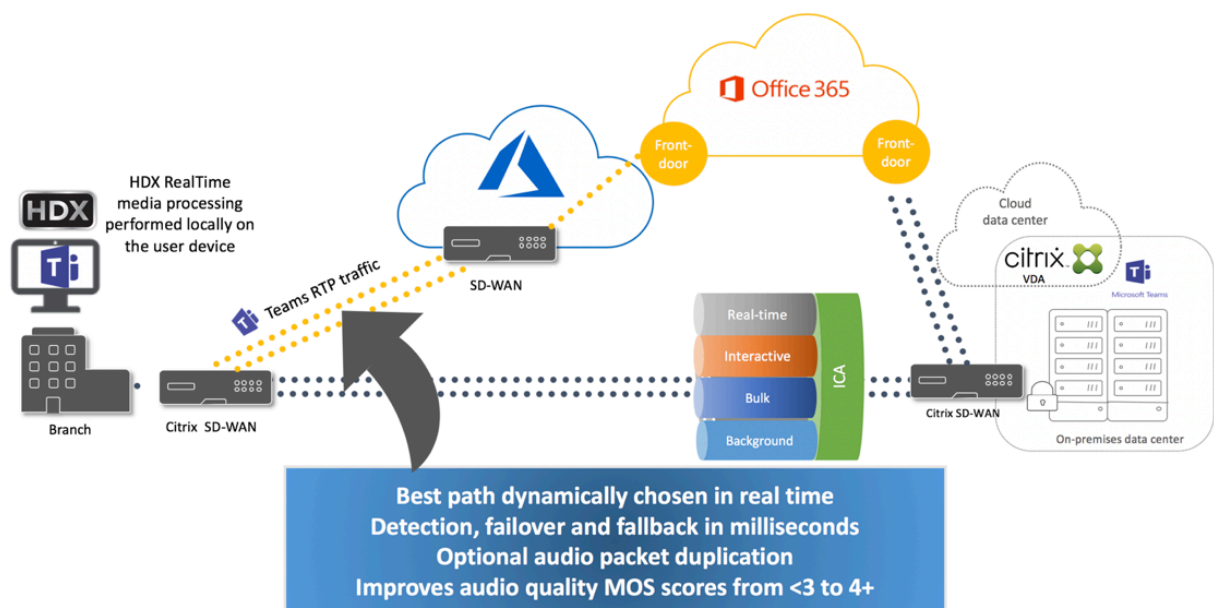 Office 365
Front-
door
Front-
door
HDX
HDX RealTime
media processing
performed locally on
the user device
T
Teams RTP traffic
SD-WAN
Cloud
data center
citrix
VDA
Microsoft Teams
Real-time
Interactive
Bulk
Background
ICA
Branch
Citrix SD-WAN
Citrix SD-WAN
On-premises data center
Best path dynamically chosen in real time
Detection, failover and fallback in milliseconds
Optional audio packet duplication
Improves audio quality MOS scores from <3 to 4+